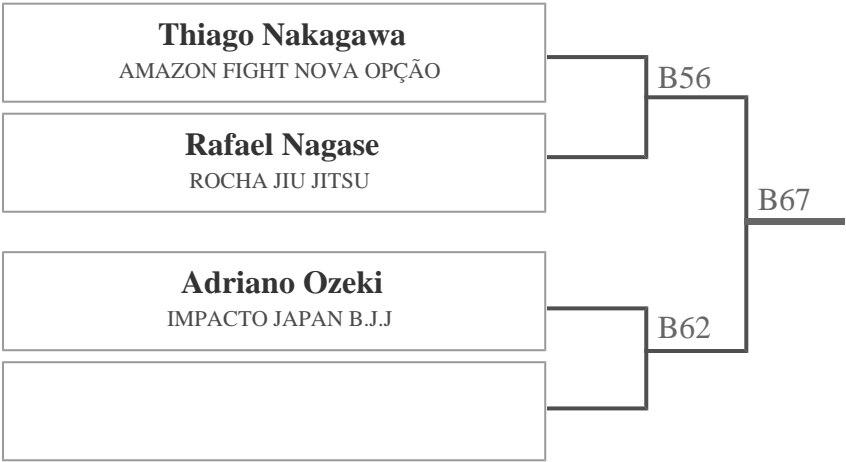 Thiago Nakagawa
AMAZON FIGHT NOVA OPÇÃO
B56
Rafael Nagase
ROCHA JIU JITSU
B67
Adriano Ozeki
IMPACTO JAPAN B.J.J
B62